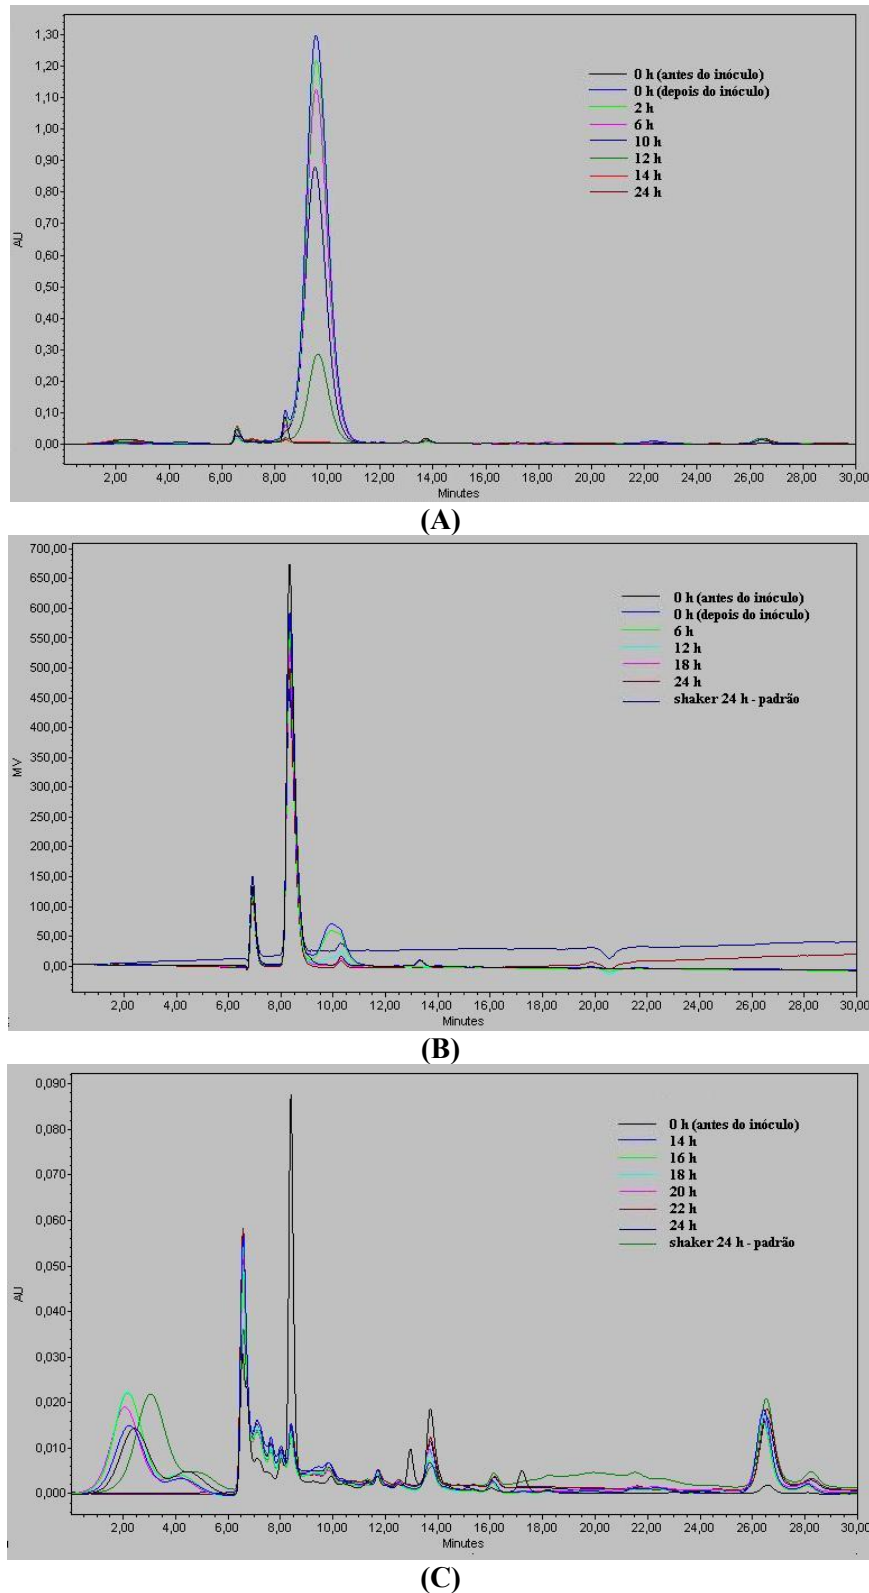 1,30
1,20
1,10
1,00
0,90
0,80
0,70
0,60
0,50
0,40
0,30
0,20
0,10
0,00
AU
0 h (antes do inóculo)
0 h (depois do inóculo)
2 h
6 h
10 h
12 h
14 h
24 h
2,00 4,00 6,00 8,00 10,00 12,00 14,00 16,00 18,00 20,00 22,00 24,00 26,00 28,00 30,00
Minutes
(A)
700,00
650,00
600,00
550,00
500,00
450,00
400,00
350,00
300,00
250,00
200,00
150,00
100,00
50,00
0,00
MV
0 h (antes do inóculo)
0 h (depois do inóculo)
6 h
12 h
18 h
24 h
shaker 24 h - padrão
2,00 4,00 6,00 8,00 10,00 12,00 14,00 16,00 18,00 20,00 22,00 24,00 26,00 28,00 30,00
Minutes
(B)
0,090
0,080
0,070
0,060
0,050
0,040
0,030
0,020
0,010
0,000
AU
0 h (antes do inóculo)
14 h
16 h
18 h
20 h
22 h
24 h
shaker 24 h - padrão
2,00 4,00 6,00 8,00 10,00 12,00 14,00 16,00 18,00 20,00 22,00 24,00 26,00 28,00 30,00
Minutes
(C)